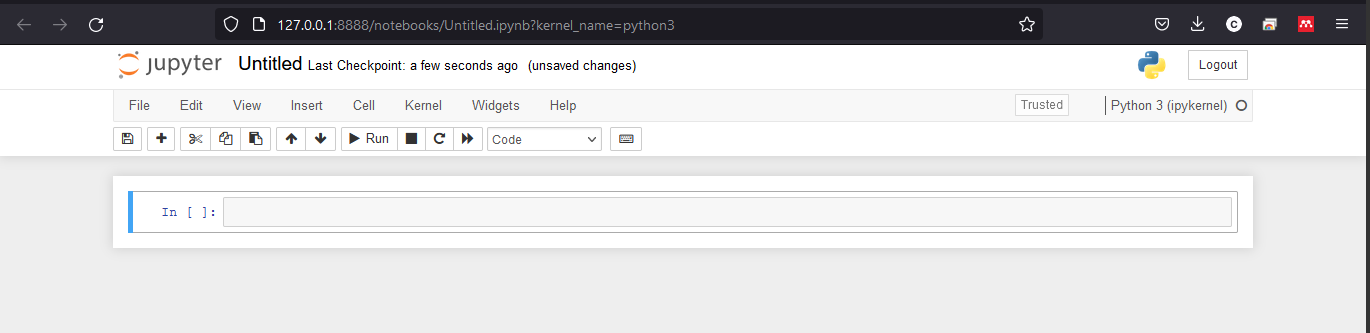 127.0.0.1:8888/notebooks/Untitled.ipynb?kernel_name=python3
C
jupyter Untitled Last Checkpoint: a few seconds ago (unsaved changes) Logout
File Edit View Insert Cell Kernel Widgets Help Trusted Python 3 (ipykernel)
Run Code
In [ ]: